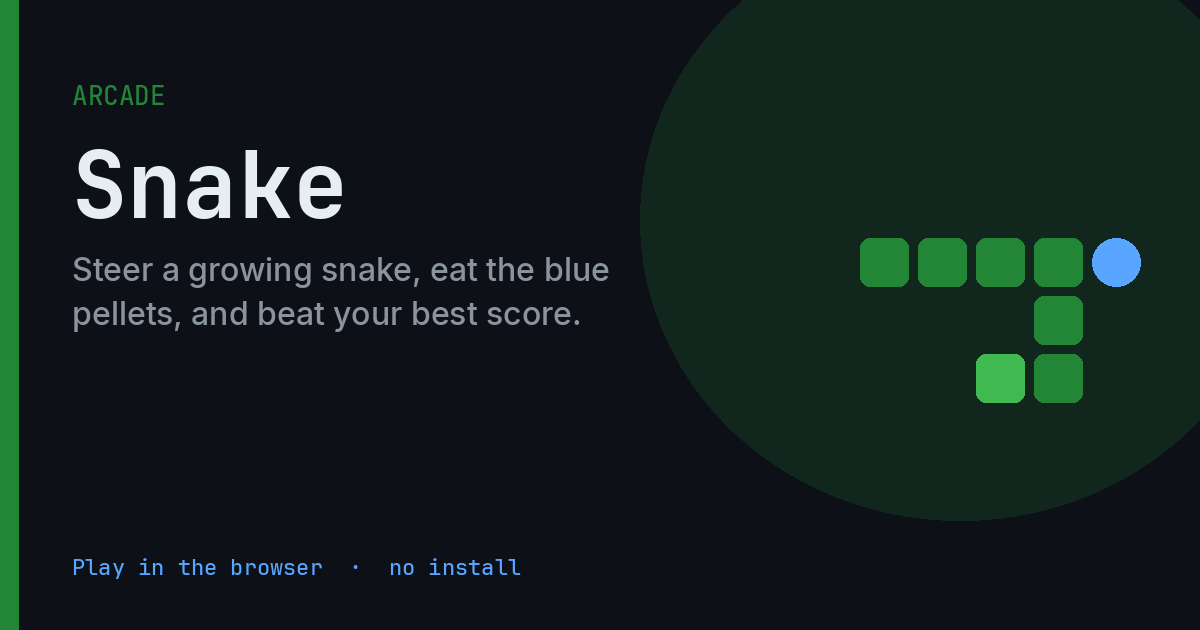 ARCADE
Snake
Steer a growing snake, eat the blue
pellets, and beat your best score.
Play in the browser · no install